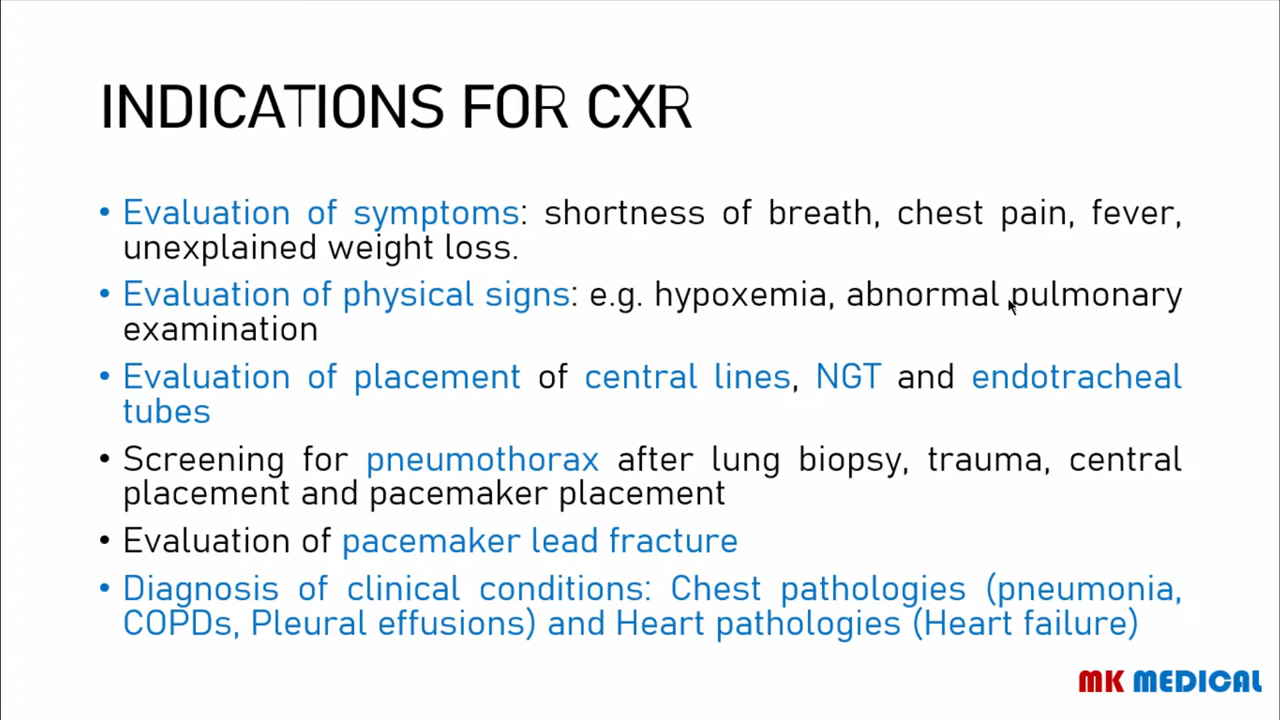 INDICATIONS FOR CXR
• Evaluation of symptoms: shortness of breath, chest pain, fever,
unexplained weight loss.
• Evaluation of physical signs: e.g. hypoxemia, abnormal pulmonary
examination
• Evaluation of placement of central lines, NGT and endotracheal
tubes
• Screening for pneumothorax after lung biopsy, trauma, central
placement and pacemaker placement
• Evaluation of pacemaker lead fracture
• Diagnosis of clinical conditions: Chest pathologies (pneumonia,
COPDs, Pleural effusions) and Heart pathologies (Heart failure)
MK MEDICAL